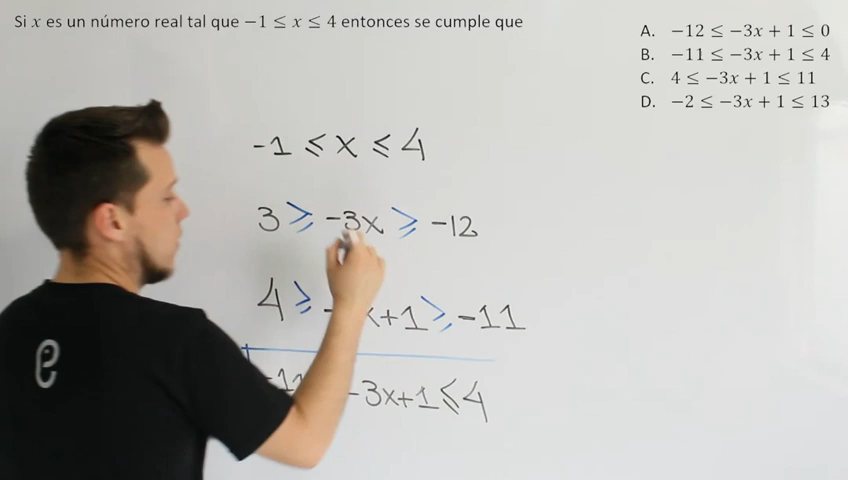 Si x es un número real tal que −1 ≤ x ≤ 4 entonces se cumple que
A. −12 ≤ −3x + 1 ≤ 0
B. −11 ≤ −3x + 1 ≤ 4
C. 4 ≤ −3x + 1 ≤ 11
D. −2 ≤ −3x + 1 ≤ 13
-1 ≤ x ≤ 4
3 ≥ -3x ≥ -12
4 ≥ - x+1 ≥ -11
-11 -3x+1 ≤ 4
e